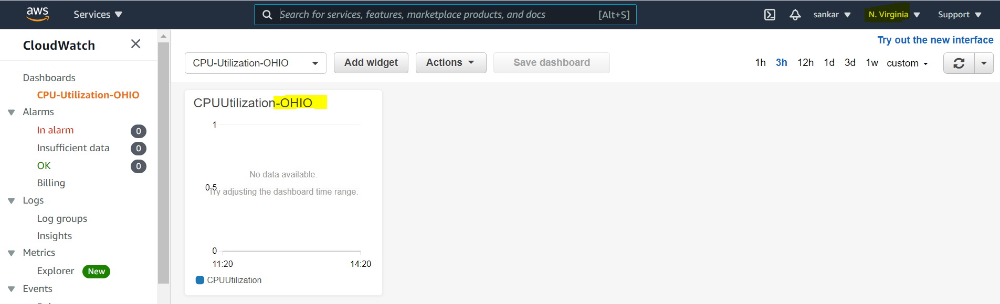 aws Services Search for services, features, marketplace products, and docs [Alt+S] sankar N. Virginia Support
CloudWatch
Dashboards
CPU-Utilization-OHIO
Alarms
In alarm 0
Insufficient data 0
OK 0
Billing
Logs
Log groups
Insights
Metrics
Explorer New
Events
Try out the new interface
CPU-Utilization-OHIO Add widget Actions Save dashboard 1h 3h 12h 1d 3d 1w custom
CPUUtilization-OHIO
1
No data available.
0.5
Try adjusting the dashboard time range.
0
11:20 14:20
CPUUtilization